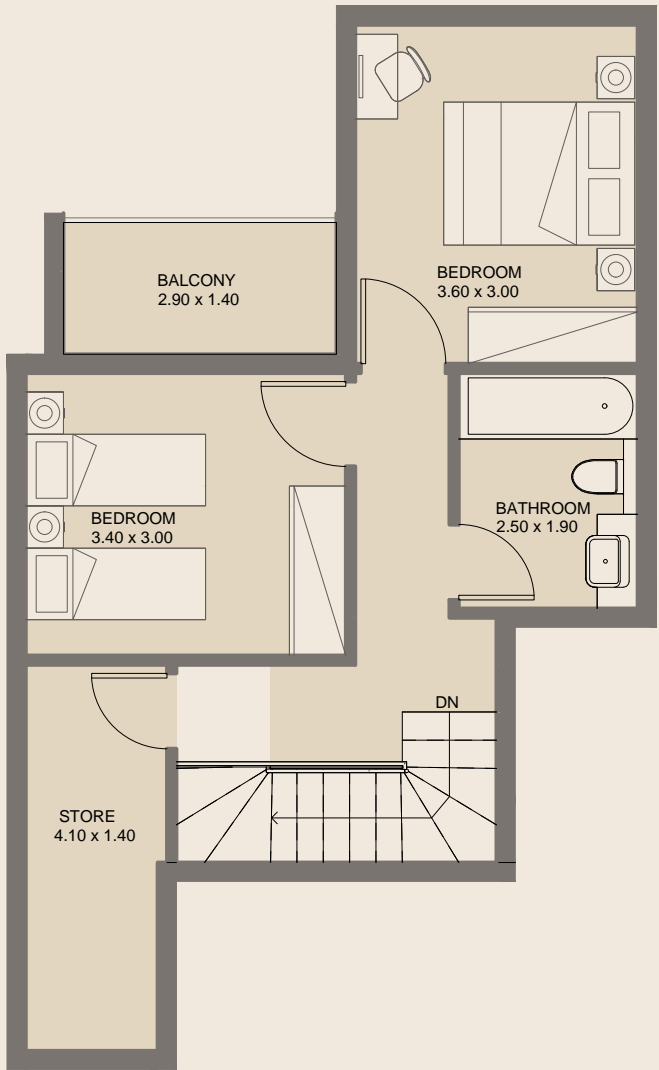 BEDROOM
3.60 x 3.00
BALCONY
2.90 x 1.40
BATHROOM
2.50 x 1.90
BEDROOM
3.40 x 3.00
DN
STORE
4.10 x 1.40